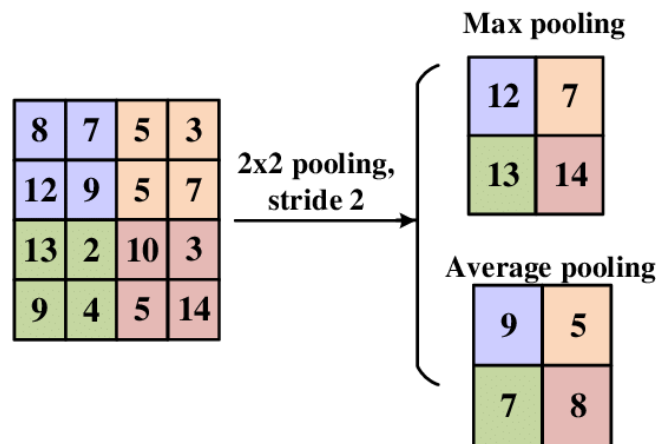 Max pooling
12 7
13 14
8 7 5 3
12 9 5 7
13 2 10 3
9 4 5 14
2x2 pooling,
stride 2
Average pooling
9 5
7 8